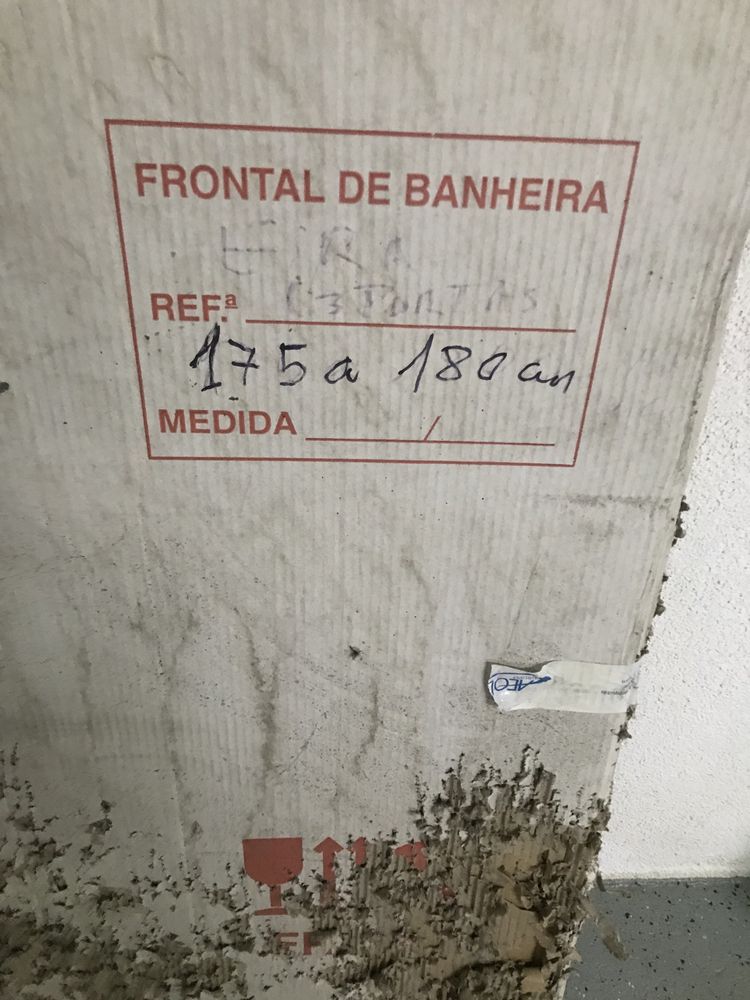 FRONTAL DE BANHEIRA
REF.ª
175 a 180 cm
MEDIDA /